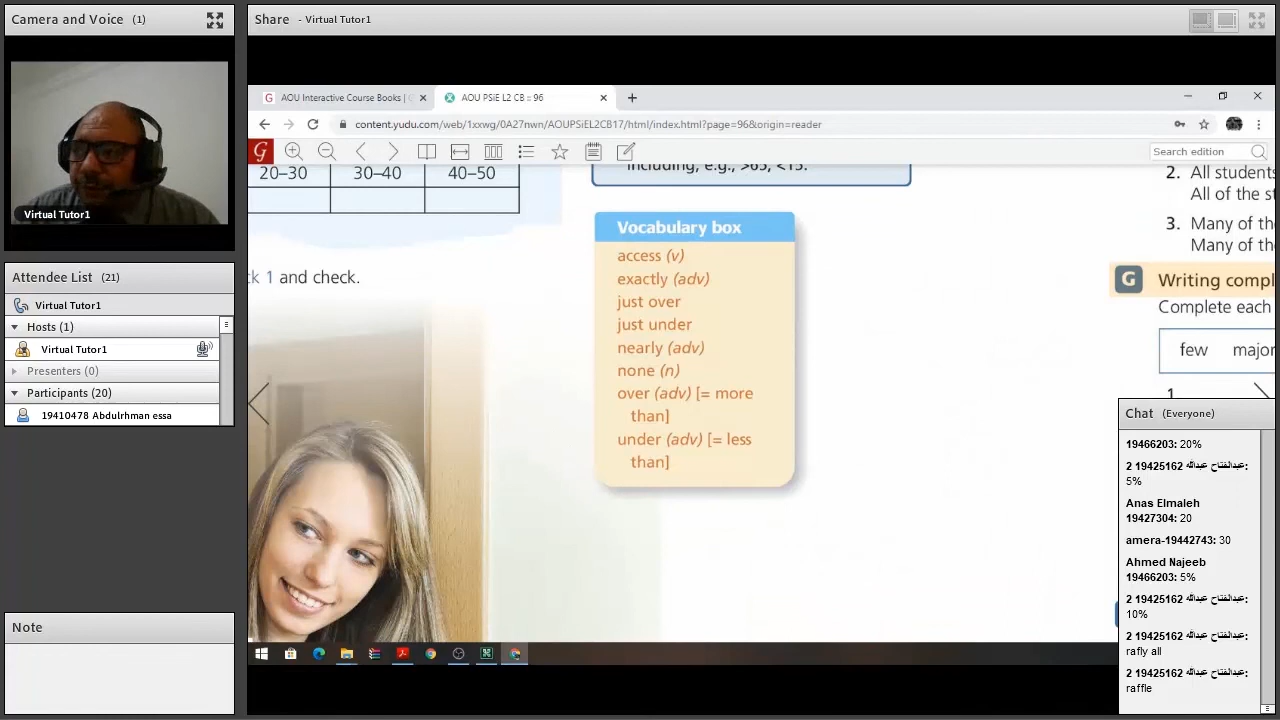 Camera and Voice (1)
Virtual Tutor1
Attendee List (21)
Virtual Tutor1
Hosts (1)
Virtual Tutor1
Presenters (0)
Participants (20)
19410478 Abdulrhman essa
Note
Share - Virtual Tutor1
AOU Interactive Course Books |
AOU PSiE L2 CB :: 96
content.yudu.com/web/1xxwg/0A27nwn/AOUPSiEL2CB17/html/index.html?page=96&origin=reader
Search edition
20–30 30–40 40–50
including, e.g., >65, <15.
ck 1 and check.
Vocabulary box
access (v)
exactly (adv)
just over
just under
nearly (adv)
none (n)
over (adv) [= more
than]
under (adv) [= less
than]
2. All students
All of the st
3. Many of the
Many of the
G Writing compl
Complete each
few major
1
Chat (Everyone)
19466203: 20%
2 19425162 عبدالفتاح عبدالله:
5%
Anas Elmaleh
19427304: 20
amera-19442743: 30
Ahmed Najeeb
19466203: 5%
2 19425162 عبدالفتاح عبدالله:
10%
2 19425162 عبدالفتاح عبدالله:
rafly all
2 19425162 عبدالفتاح عبدالله:
raffle